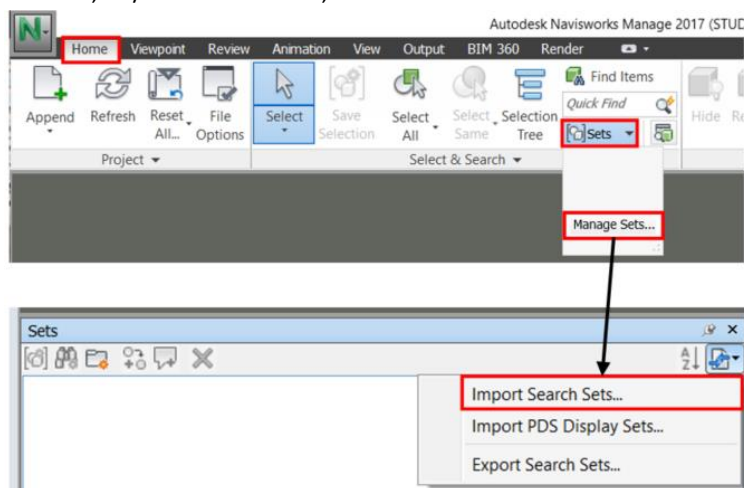 Autodesk Navisworks Manage 2017 (STUD
Home Viewpoint Review Animation View Output BIM 360 Render
Append Refresh Reset All... File Options Select Save Selection Select All Select Same Selection Tree Find Items Quick Find Sets Hide Re
Project Select & Search
Manage Sets...
Sets
Import Search Sets...
Import PDS Display Sets...
Export Search Sets...